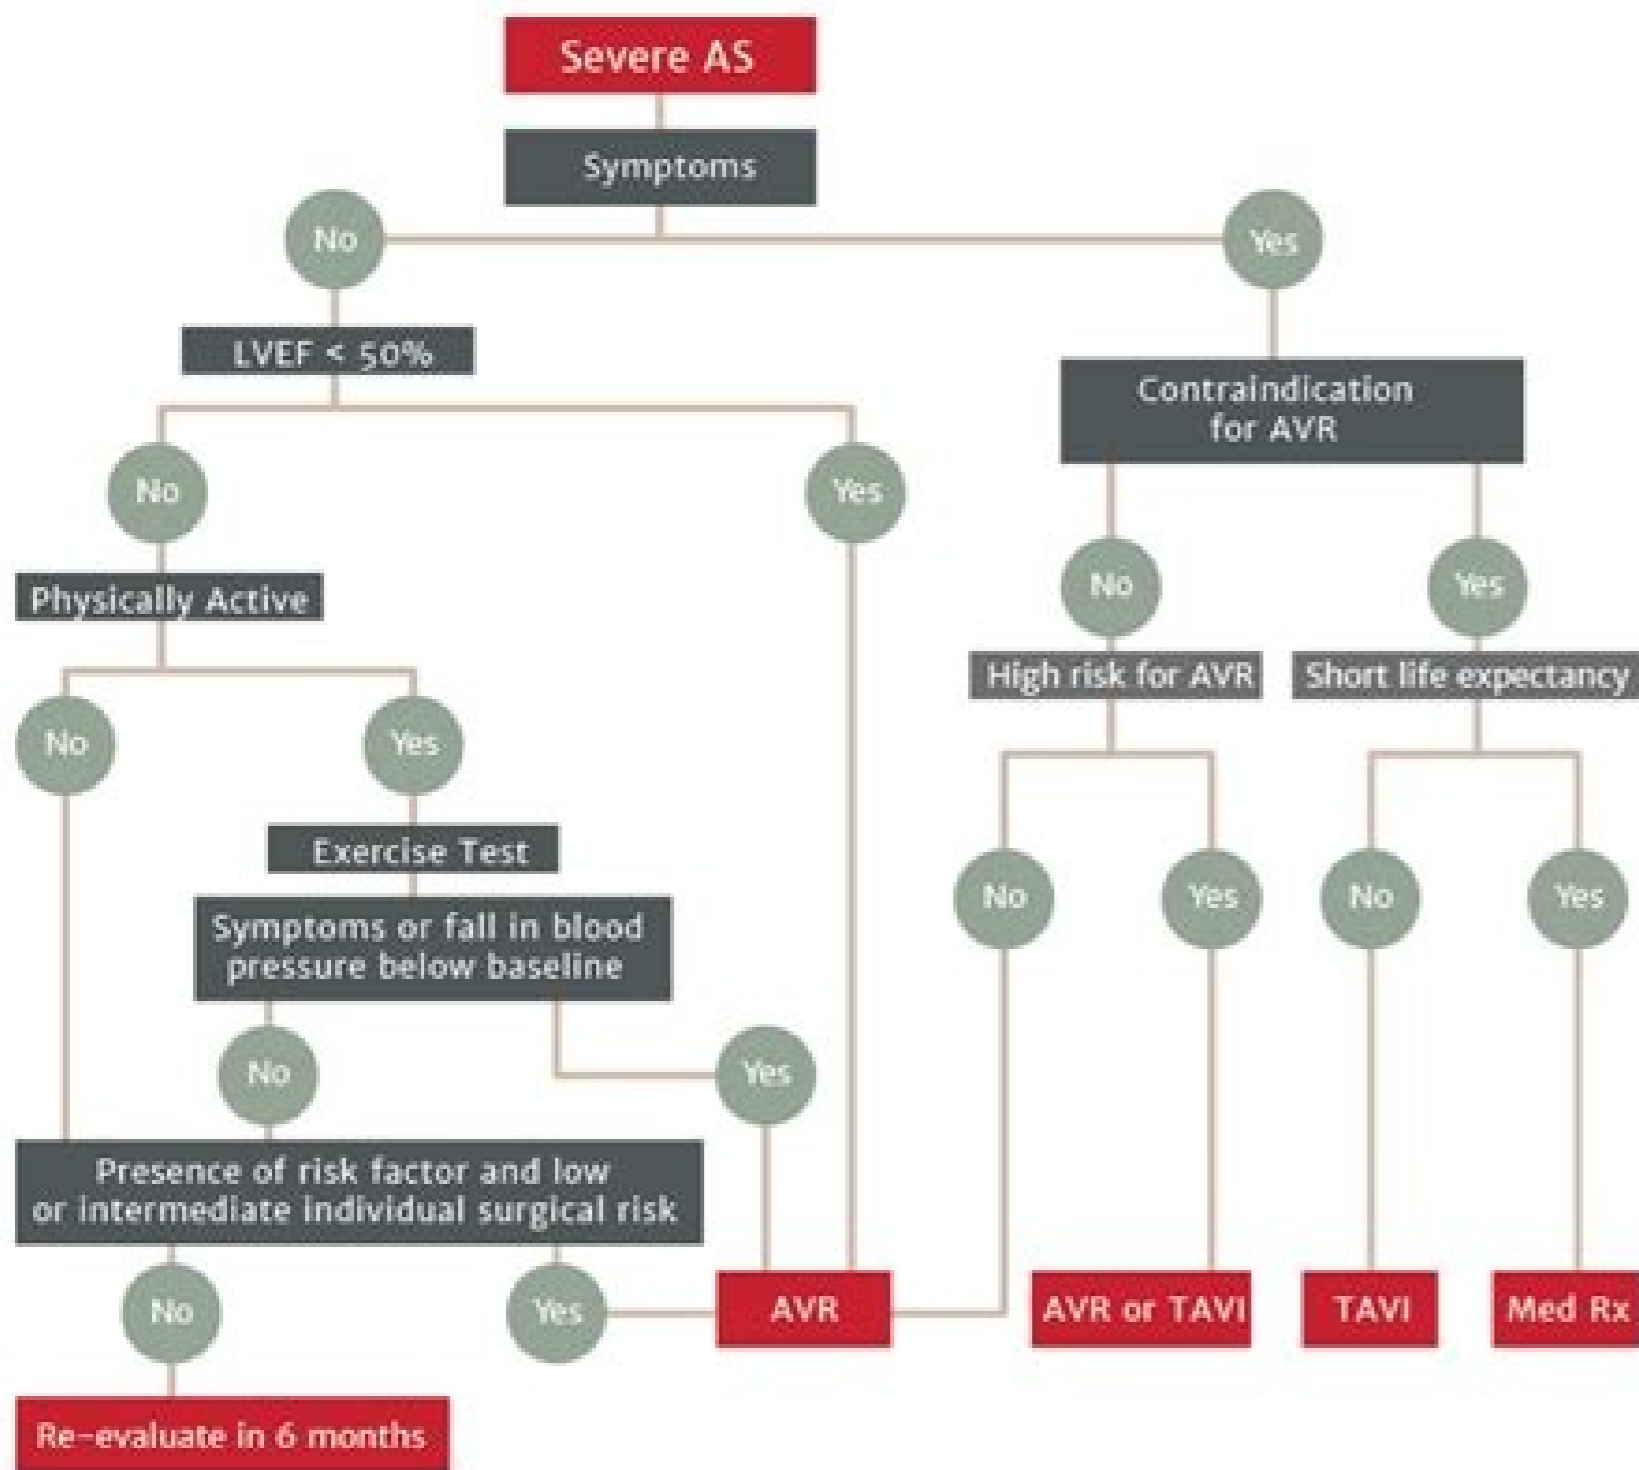 Severe AS
Symptoms
No
Yes
LVEF < 50%
Contraindication
for AVR
No
Yes
No
Yes
Physically Active
High risk for AVR
Short life expectancy
No
Yes
Exercise Test
No
Yes
No
Yes
Symptoms or fall in blood
pressure below baseline
No
Yes
Presence of risk factor and low
or intermediate individual surgical risk
No
Yes
AVR
AVR or TAVI
TAVI
Med Rx
Re-evaluate in 6 months